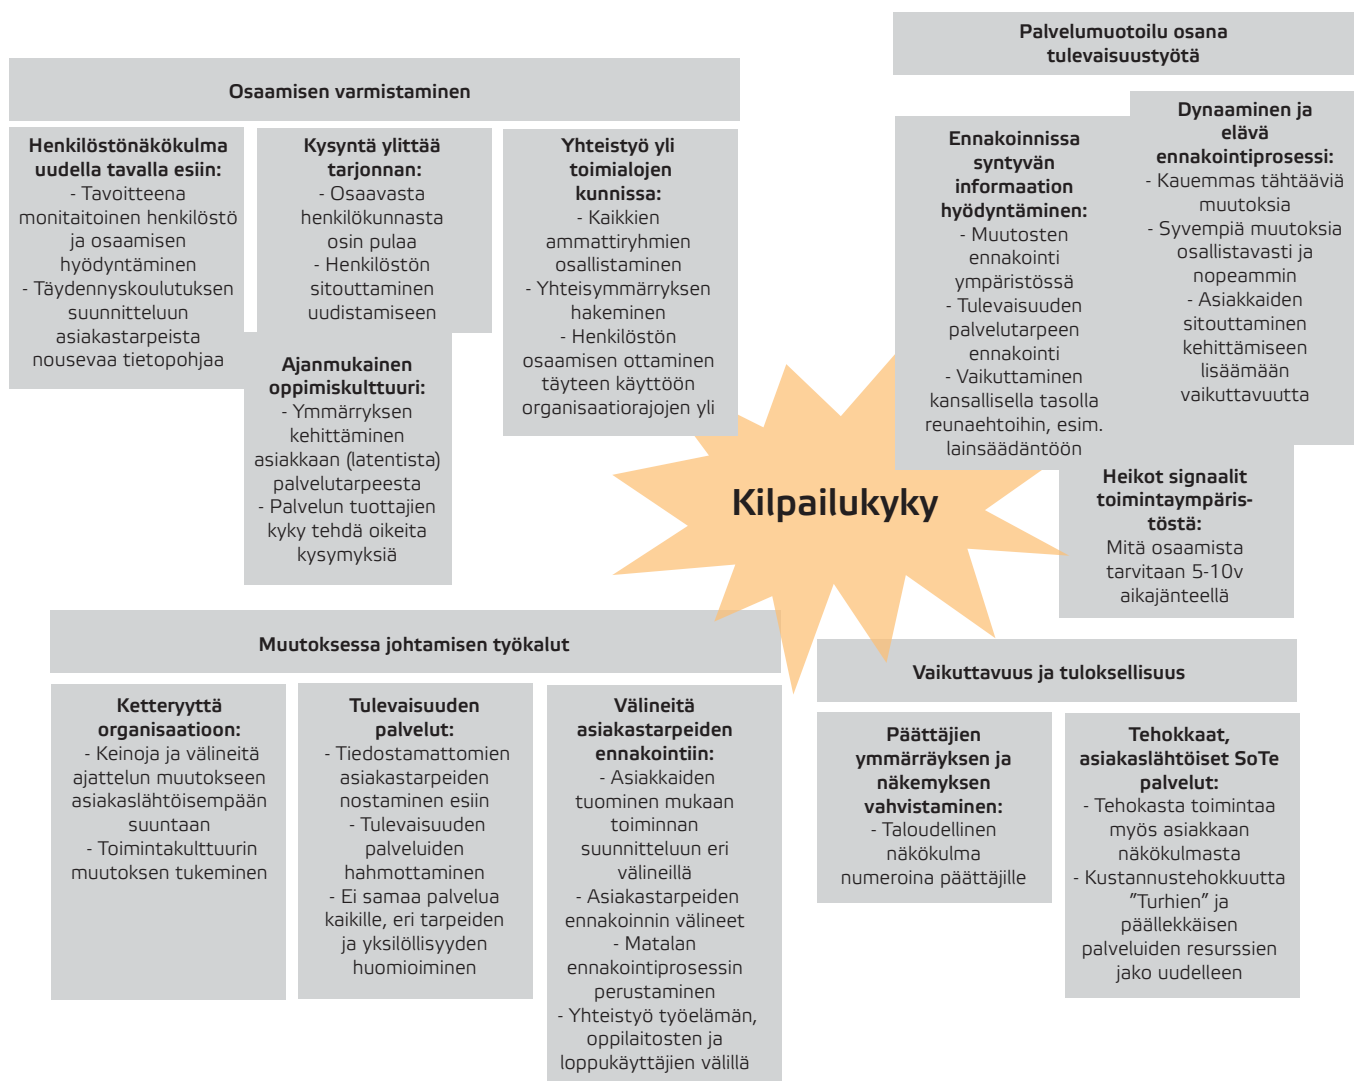 Osaamisen varmistaminen
Henkilöstönäkökulma
uudella tavalla esiin:
- Tavoitteena
monitaitoinen henkilöstö
ja osaamisen
hyödyntäminen
- Täydennyskoulutuksen
suunnitteluun
asiakastarpeista
nousevaa tietopohjaa
Kysyntä ylittää
tarjonnan:
- Osaavasta
henkilökunnasta
osin pulaa
- Henkilöstön
sitouttaminen
uudistamiseen
Ajanmukainen
oppimiskulttuuri:
- Ymmärryksen
kehittäminen
asiakkaan (latentista)
palvelutarpeesta
- Palvelun tuottajien
kyky tehdä oikeita
kysymyksiä
Yhteistyö yli
toimialojen
kunnissa:
- Kaikkien
ammattiryhmien
osallistaminen
- Yhteisymmärryksen
hakeminen
- Henkilöstön
osaamisen ottaminen
täyteen käyttöön
organisaatiorajojen yli
Palvelumuotoilu osana
tulevaisuustyötä
Ennakoinnissa
syntyvän
informaation
hyödyntäminen:
- Muutosten
ennakointi
ympäristössä
- Tulevaisuuden
palvelutarpeen
ennakointi
- Vaikuttaminen
kansallisella tasolla
reunaehtoihin, esim.
lainsäädäntöön
Dynaaminen ja
elävä
ennakointiprosessi:
- Kauemmas tähtääviä
muutoksia
- Syvempiä muutoksia
osallistavasti ja
nopeammin
- Asiakkaiden
sitouttaminen
kehittämiseen
lisäämään
vaikuttavuutta
Heikot signaalit
toimintaympäris-
töstä:
Mitä osaamista
tarvitaan 5-10v
aikajänteellä
Kilpailukyky
Muutoksessa johtamisen työkalut
Ketteryyttä
organisaatioon:
- Keinoja ja välineitä
ajattelun muutokseen
asiakaslähtöisempään
suuntaan
- Toimintakulttuurin
muutoksen tukeminen
Tulevaisuuden
palvelut:
- Tiedostamattomien
asiakastarpeiden
nostaminen esiin
- Tulevaisuuden
palveluiden
hahmottaminen
- Ei samaa palvelua
kaikille, eri tarpeiden
ja yksilöllisyyden
huomioiminen
Välineitä
asiakastarpeiden
ennakointiin:
- Asiakkaiden
tuominen mukaan
toiminnan
suunnitteluun eri
välineillä
- Asiakastarpeiden
ennakoinnin välineet
- Matalan
ennakointiprosessin
perustaminen
- Yhteistyö työelämän,
oppilaitosten ja
loppukäyttäjien välillä
Vaikuttavuus ja tuloksellisuus
Päättäjien
ymmärräyksen ja
näkemyksen
vahvistaminen:
- Taloudellinen
näkökulma
numeroina päättäjille
Tehokkaat,
asiakaslähtöiset SoTe
palvelut:
- Tehokasta toimintaa
myös asiakkaan
näkökulmasta
- Kustannustehokkuutta
”Turhien” ja
päällekkäisen
palveluiden resurssien
jako uudelleen